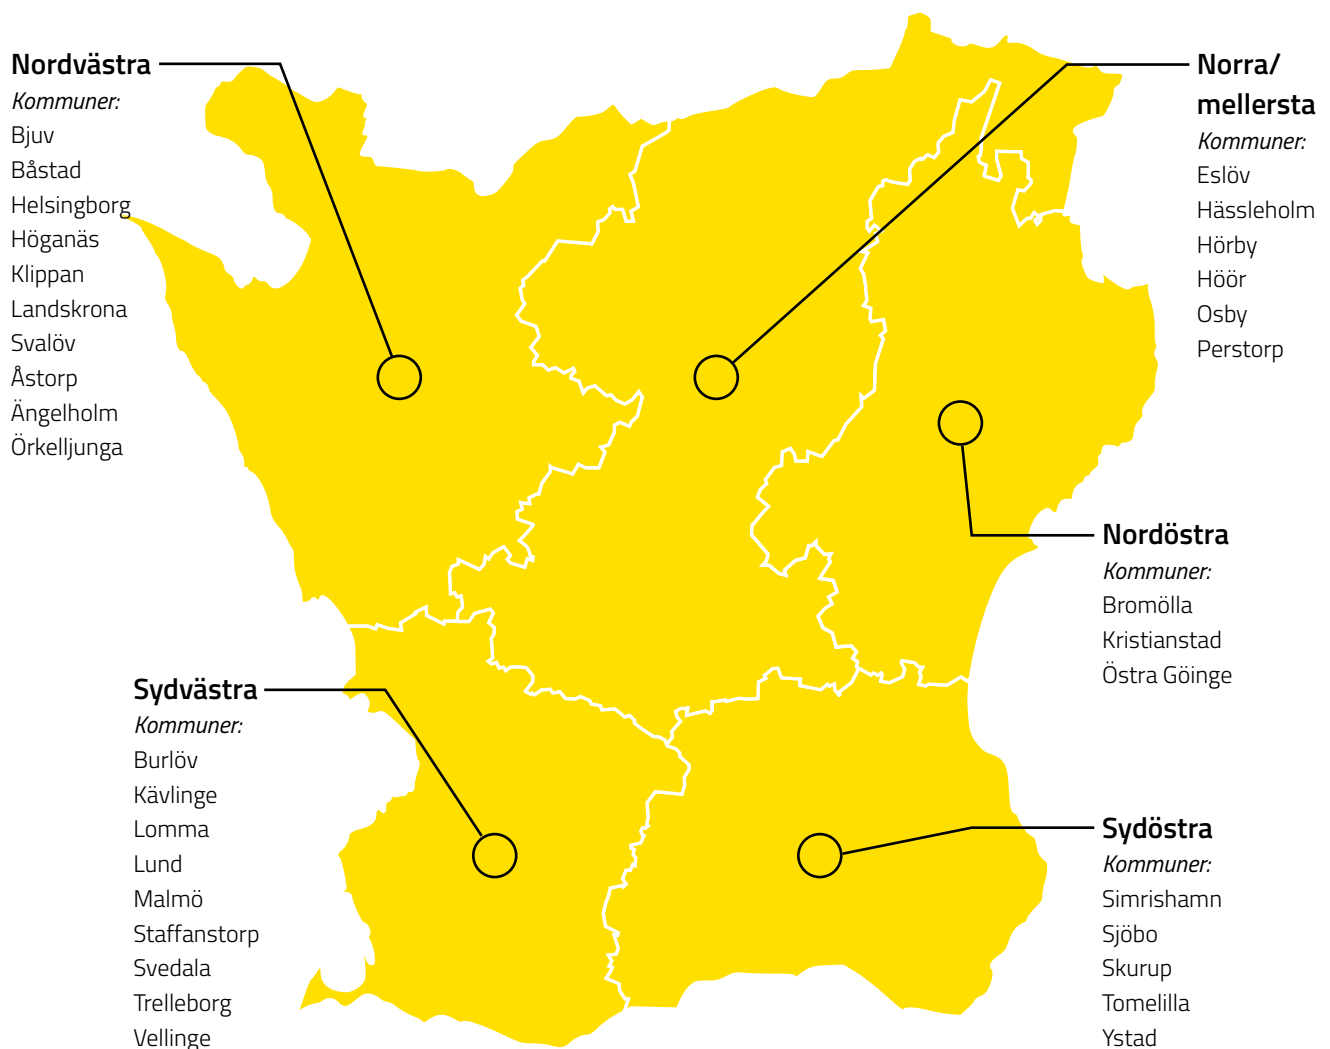 Nordvästra
Kommuner:
Bjuv
Båstad
Helsingborg
Höganäs
Klippan
Landskrona
Svalöv
Åstorp
Ängelholm
Örkelljunga
Norra/
mellersta
Kommuner:
Eslöv
Hässleholm
Hörby
Höör
Osby
Perstorp
Nordöstra
Kommuner:
Bromölla
Kristianstad
Östra Göinge
Sydvästra
Kommuner:
Burlöv
Kävlinge
Lomma
Lund
Malmö
Staffanstorp
Svedala
Trelleborg
Vellinge
Sydöstra
Kommuner:
Simrishamn
Sjöbo
Skurup
Tomelilla
Ystad